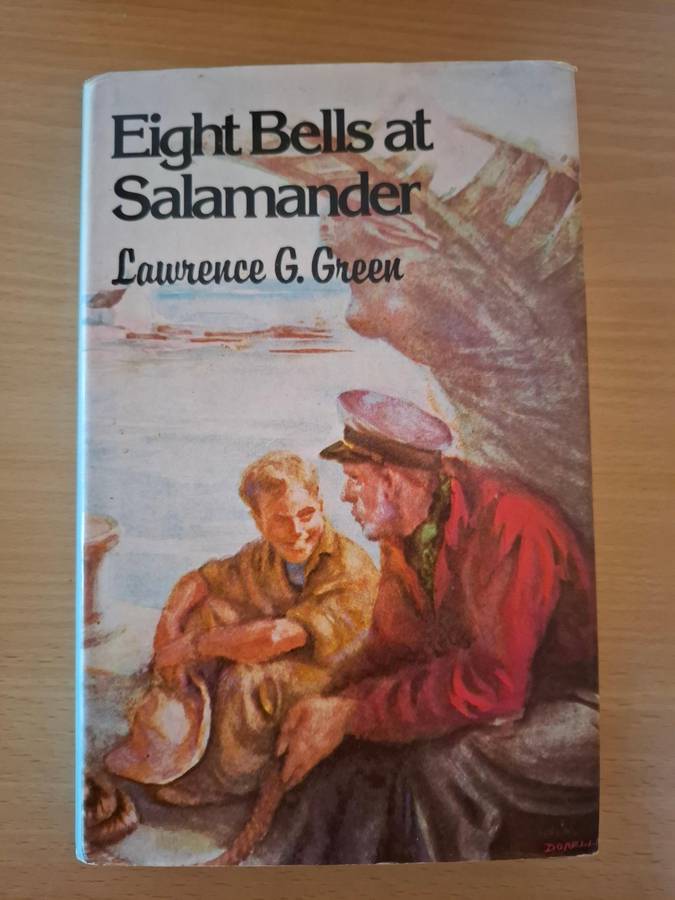 Eight Bells at
Salamander
Lawrence G. Green